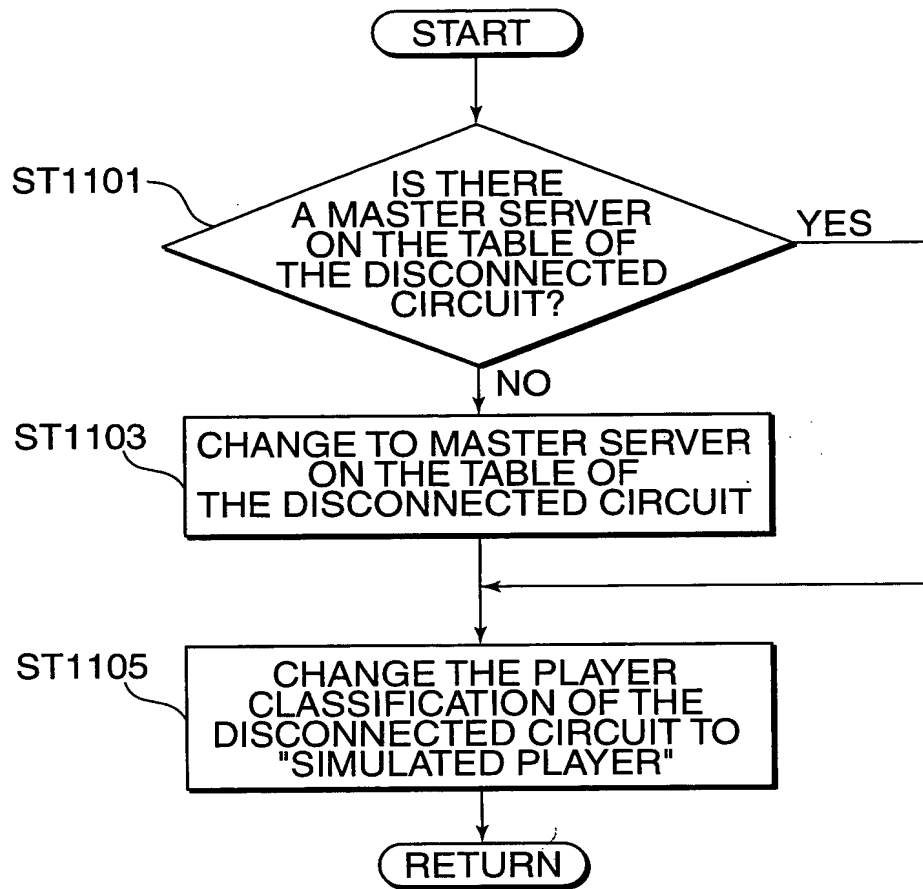 START
ST1101
IS THERE
A MASTER SERVER
ON THE TABLE OF
THE DISCONNECTED
CIRCUIT?
YES
NO
ST1103
CHANGE TO MASTER SERVER
ON THE TABLE OF
THE DISCONNECTED CIRCUIT
ST1105
CHANGE THE PLAYER
CLASSIFICATION OF THE
DISCONNECTED CIRCUIT TO
"SIMULATED PLAYER"
RETURN